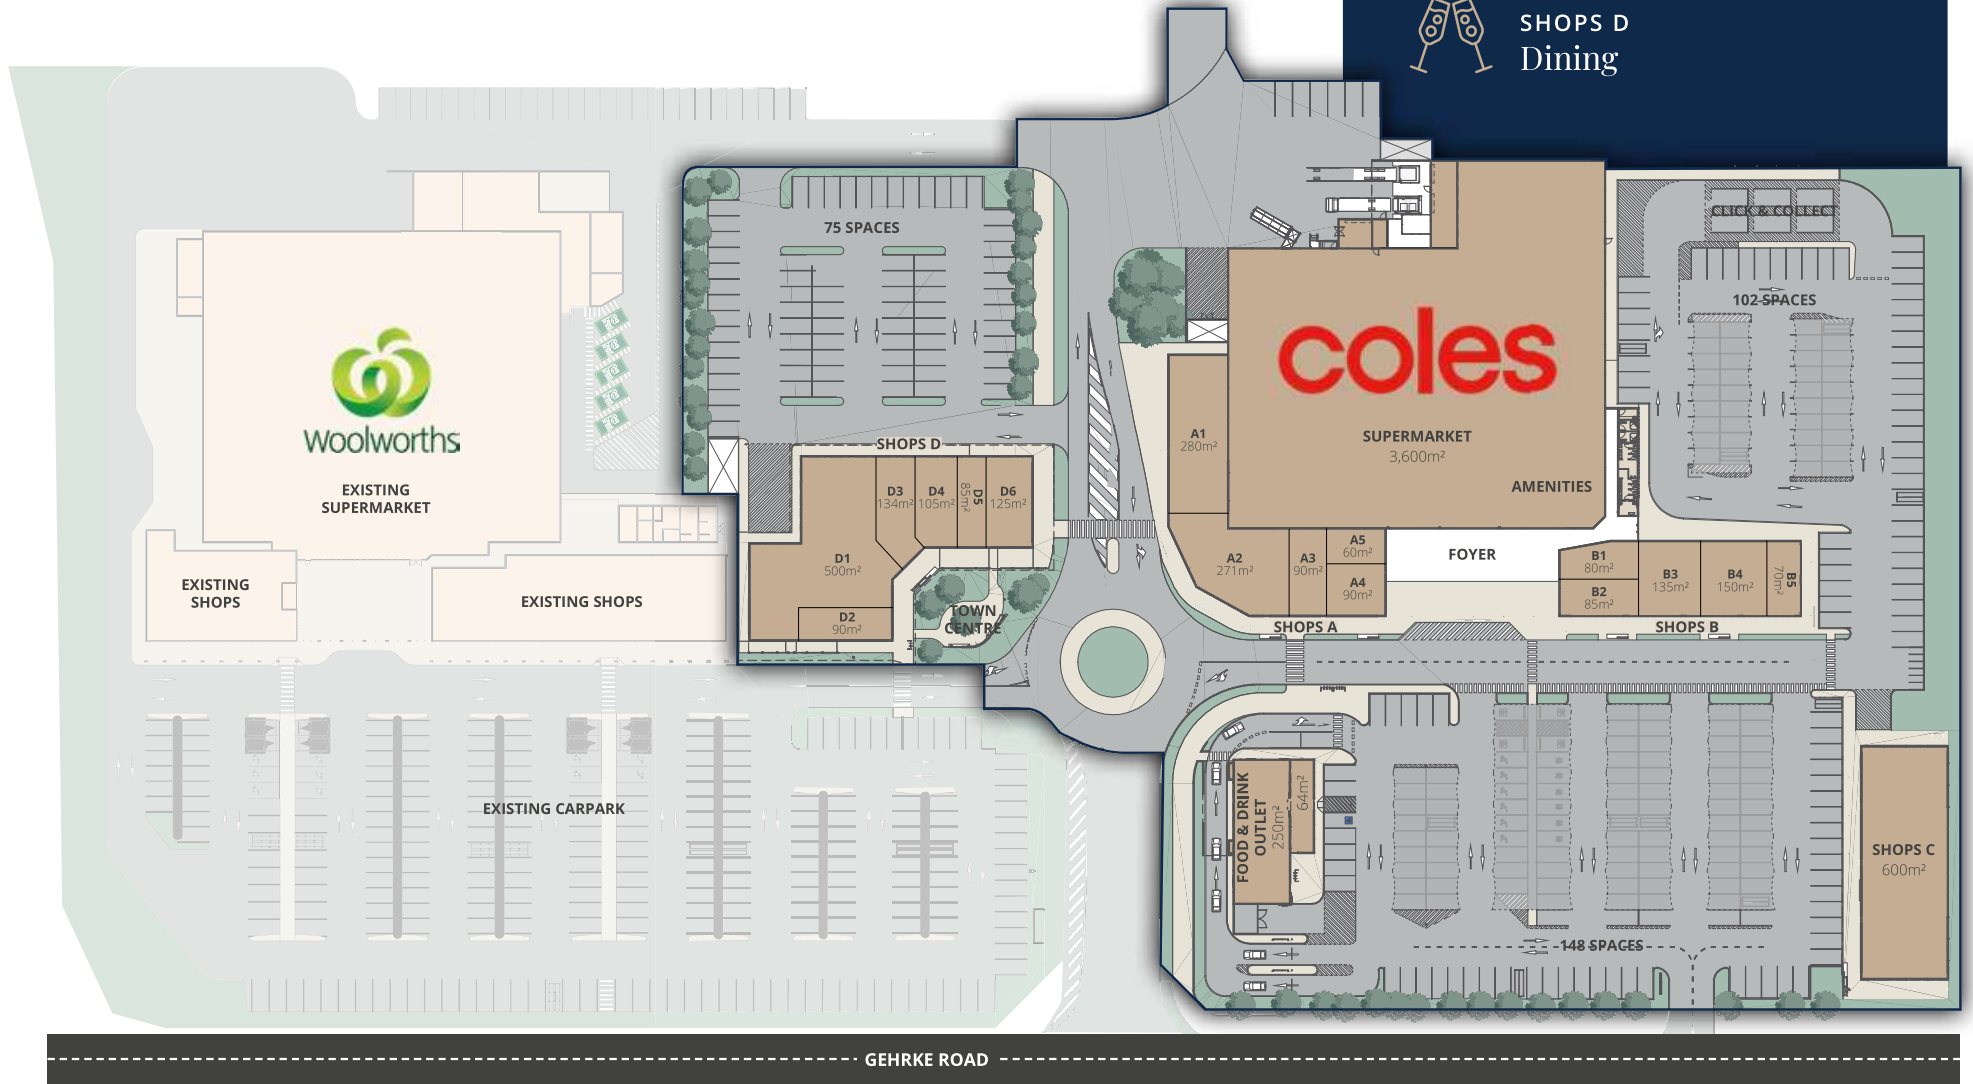 SHOPS D
Dining
75 SPACES
CLICK & COLLECT
102 SPACES
coles
SUPERMARKET
3,600m²
AMENITIES
Woolworths
EXISTING
SUPERMARKET
EXISTING
SHOPS
EXISTING SHOPS
SHOPS D
D3
134m²
D4
105m²
D5
85m²
D6
125m²
D1
500m²
D2
90m²
TOWN
CENTRE
A1
280m²
A2
271m²
A3
90m²
A5
60m²
A4
90m²
FOYER
B1
80m²
B2
85m²
B3
135m²
B4
150m²
B5
70m²
SHOPS A
SHOPS B
EXISTING CARPARK
FOOD & DRINK
OUTLET
250m²
64m²
SHOPS C
600m²
148 SPACES
GEHRKE ROAD